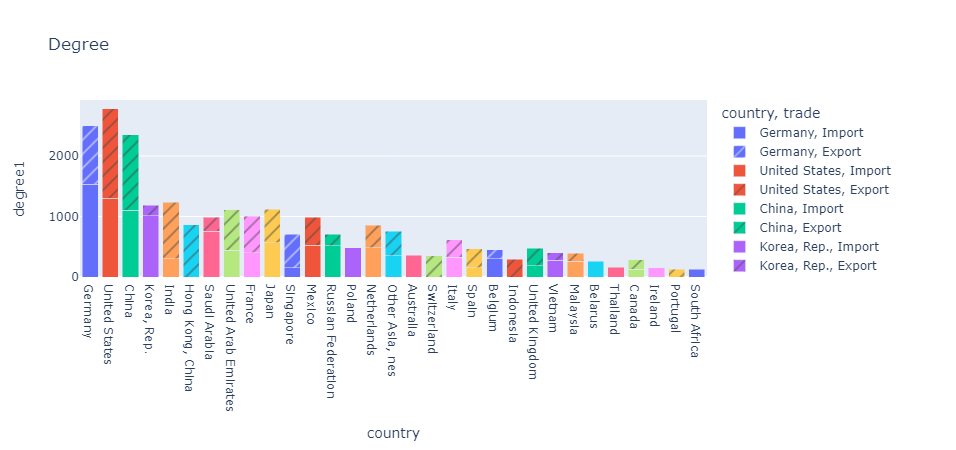 Degree
degree1
2000
1000
0
Germany
United States
China
Korea, Rep.
India
Hong Kong, China
Saudi Arabia
United Arab Emirates
France
Japan
Singapore
Mexico
Russian Federation
Poland
Netherlands
Other Asia, nes
Australia
Switzerland
Italy
Spain
Belgium
Indonesia
United Kingdom
Vietnam
Malaysia
Belarus
Thailand
Canada
Ireland
Portugal
South Africa
country
country, trade
Germany, Import
Germany, Export
United States, Import
United States, Export
China, Import
China, Export
Korea, Rep., Import
Korea, Rep., Export